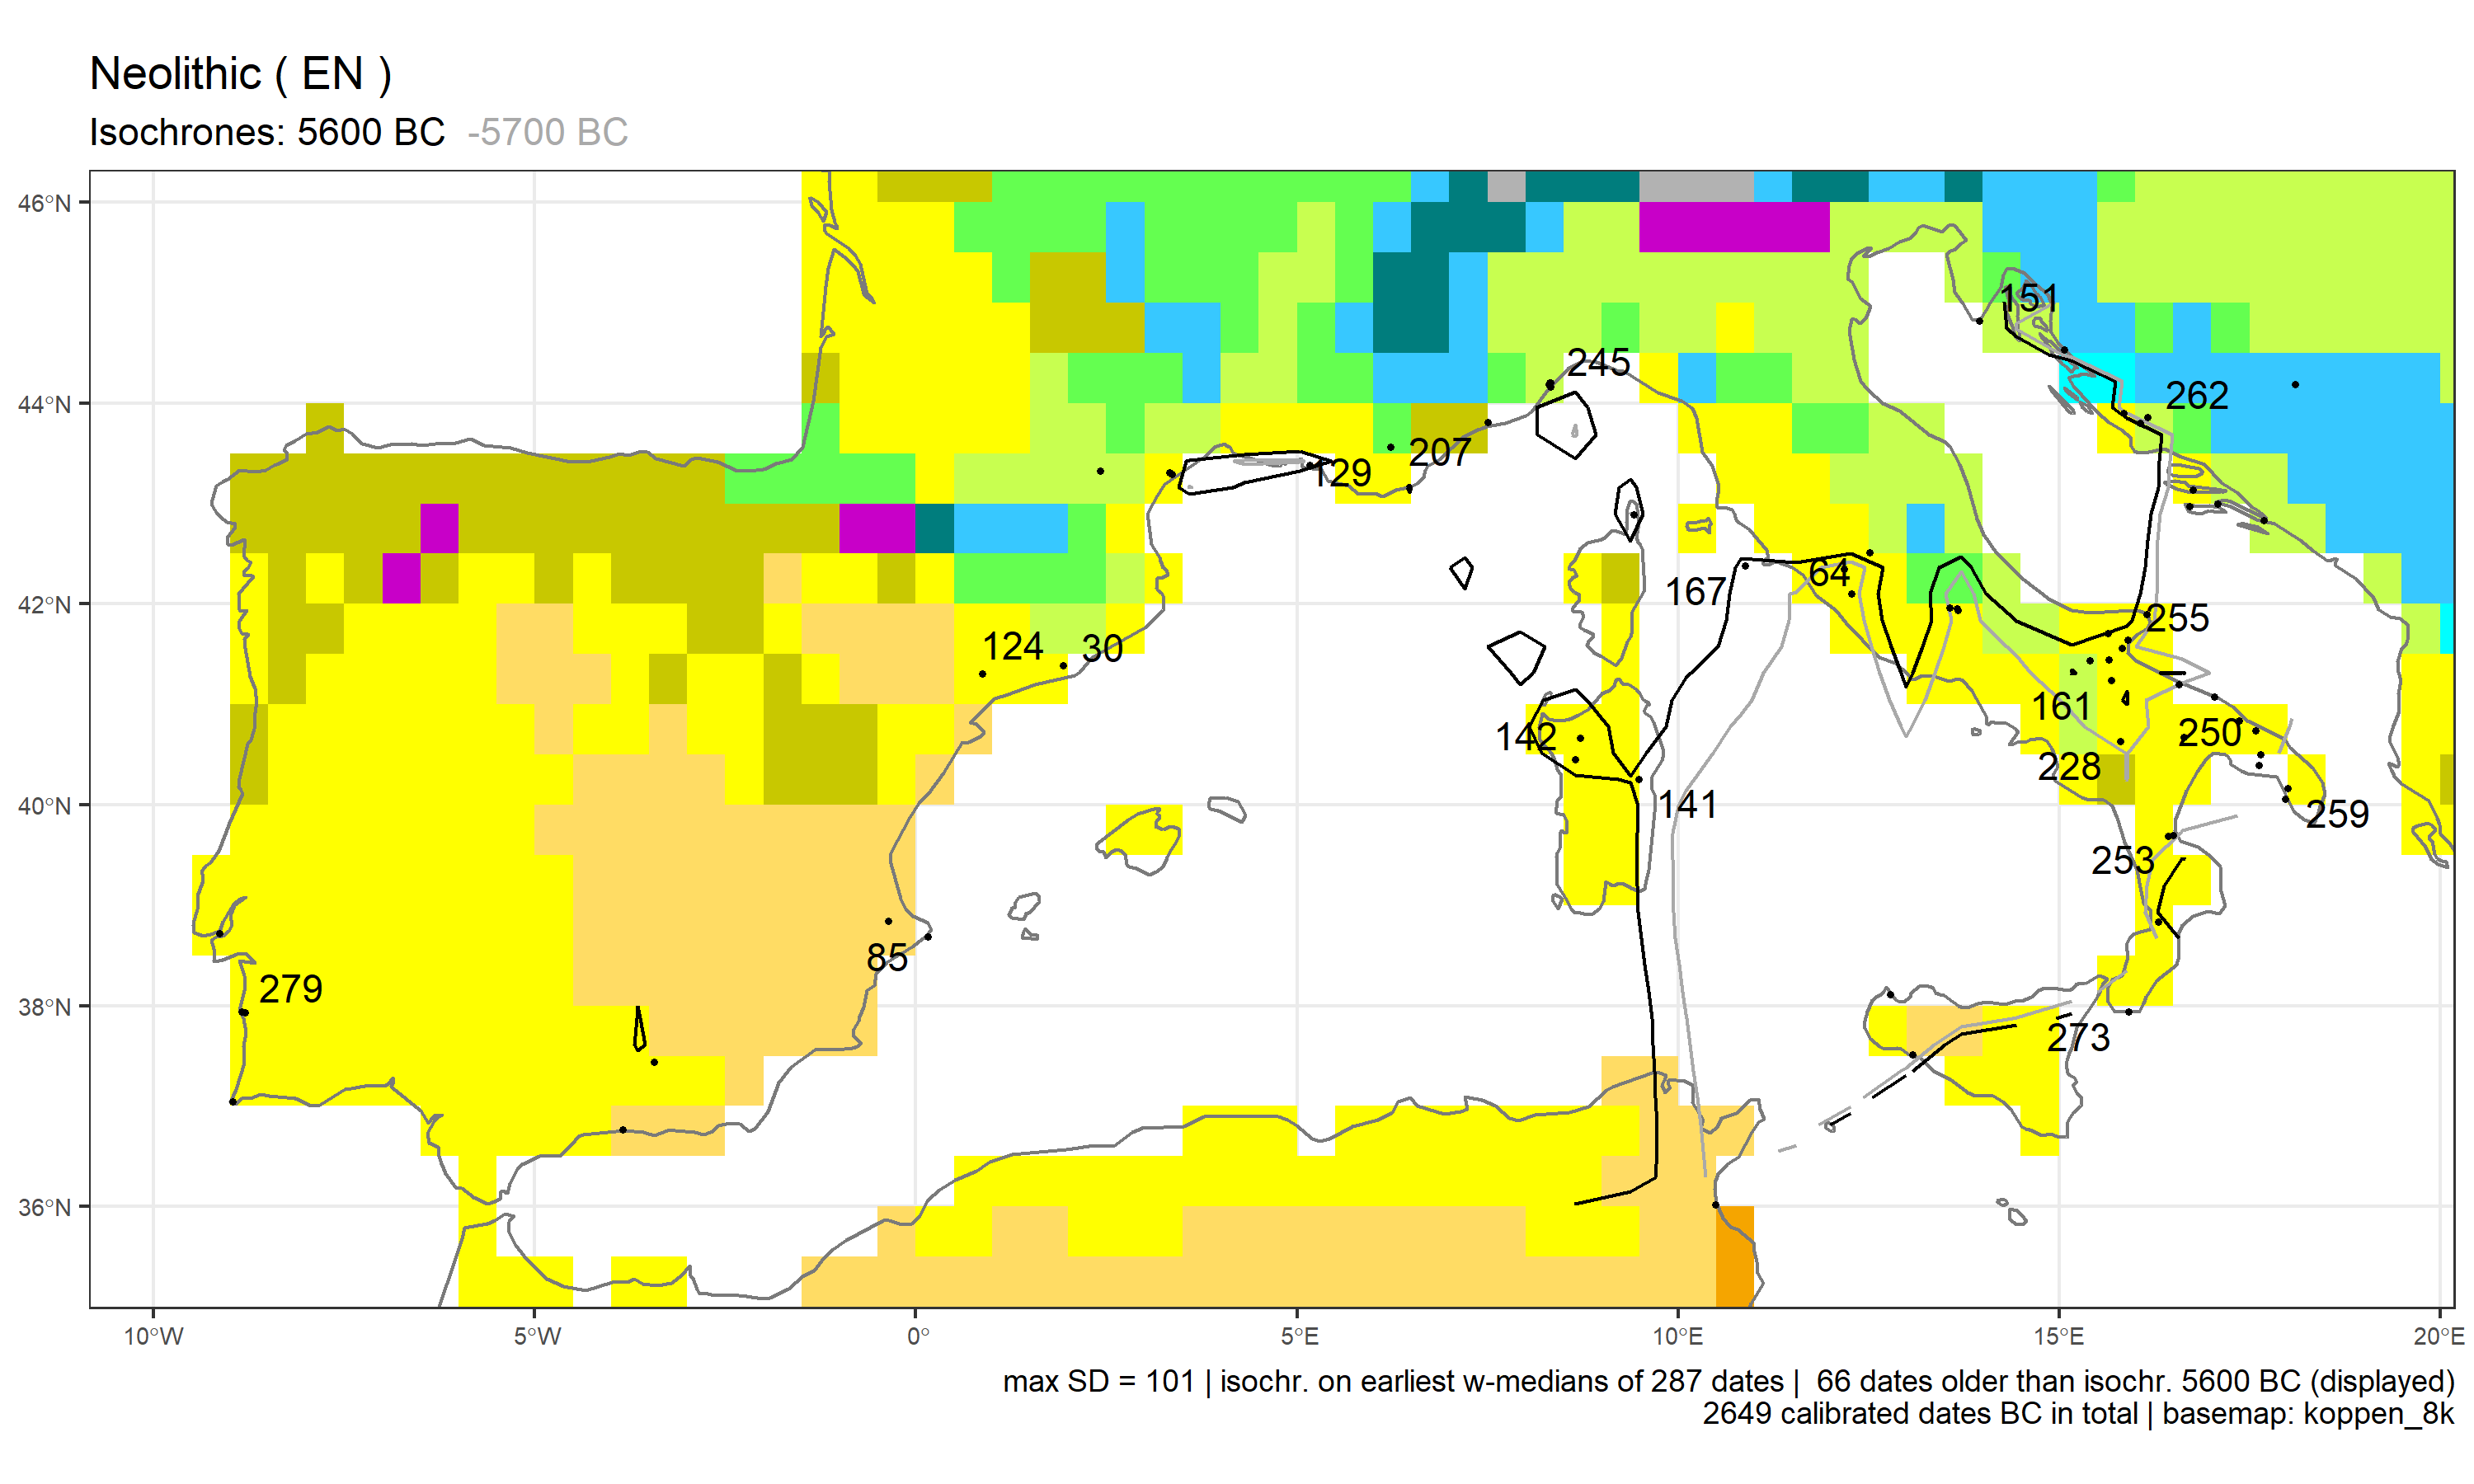 Neolithic ( EN )
Isochrones: 5600 BC -5700 BC
46°N
44°N
42°N
40°N
38°N
36°N
10°W
5°W
0°
5°E
10°E
15°E
20°E
151
245
262
207
129
64
167
255
124
30
161
142
250
228
141
259
253
85
279
273
max SD = 101 | isochr. on earliest w-medians of 287 dates | 66 dates older than isochr. 5600 BC (displayed)
2649 calibrated dates BC in total | basemap: koppen_8k